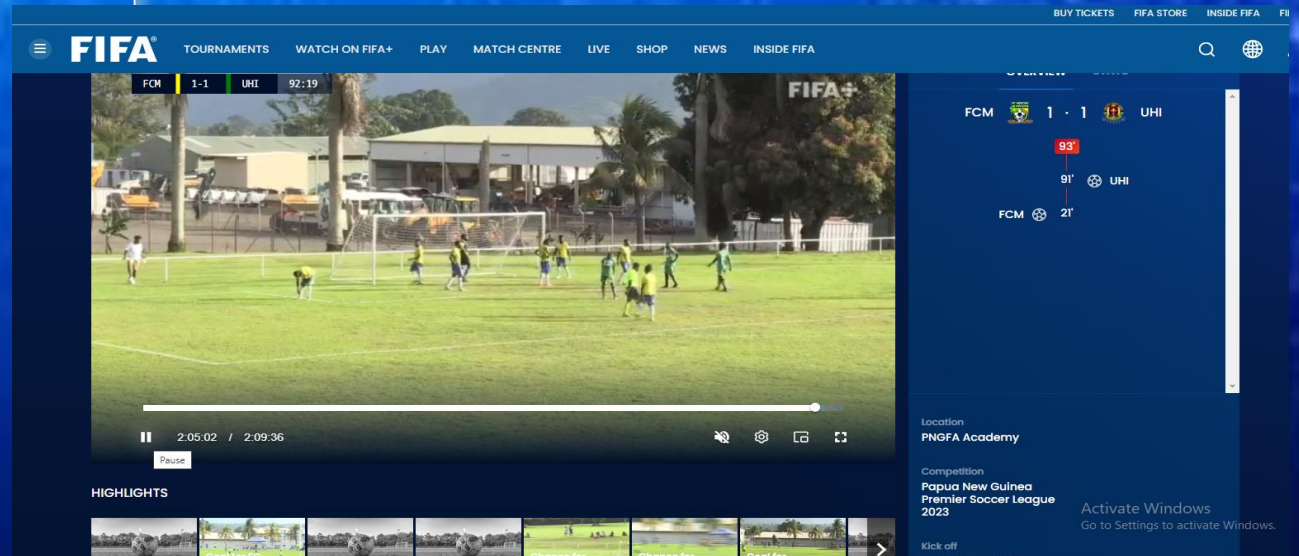 BUY TICKETS FIFA STORE INSIDE FIFA
FIFA TOURNAMENTS WATCH ON FIFA+ PLAY MATCH CENTRE LIVE SHOP NEWS INSIDE FIFA
FCM 1-1 UHI 92:19
FIFA+
OVERVIEW
FCM 1 · 1 UHI
93'
91' UHI
FCM 21'
2:05:02 / 2:09:36
Pause
Location
PNGFA Academy
Competition
Papua New Guinea
Premier Soccer League
2023
Kick off
HIGHLIGHTS
Activate Windows
Go to Settings to activate Windows.